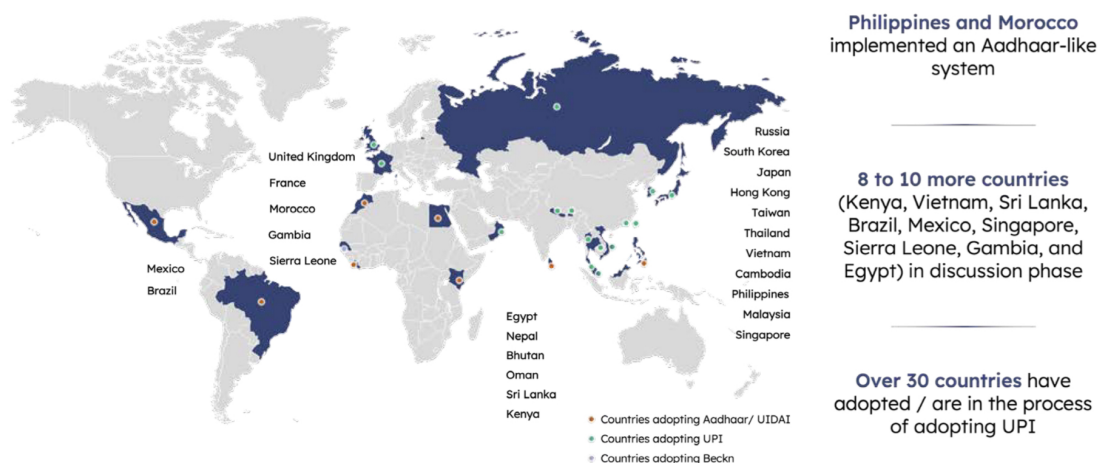 United Kingdom
France
Morocco
Gambia
Sierra Leone
Mexico
Brazil
Egypt
Nepal
Bhutan
Oman
Sri Lanka
Kenya
Russia
South Korea
Japan
Hong Kong
Taiwan
Thailand
Vietnam
Cambodia
Philippines
Malaysia
Singapore
Countries adopting Aadhaar/ UIDAI
Countries adopting UPI
Countries adopting Beckn
Philippines and Morocco
implemented an Aadhaar-like
system
8 to 10 more countries
(Kenya, Vietnam, Sri Lanka,
Brazil, Mexico, Singapore,
Sierra Leone, Gambia, and
Egypt) in discussion phase
Over 30 countries have
adopted / are in the process
of adopting UPI